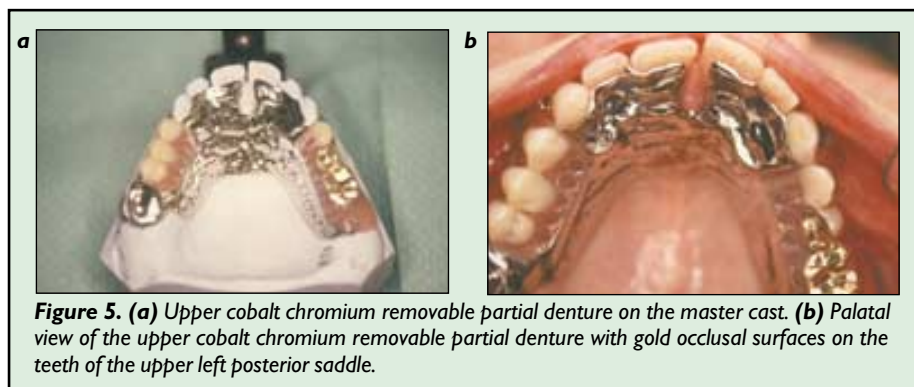 a
b
Figure 5. (a) Upper cobalt chromium removable partial denture on the master cast. (b) Palatal
view of the upper cobalt chromium removable partial denture with gold occlusal surfaces on the
teeth of the upper left posterior saddle.